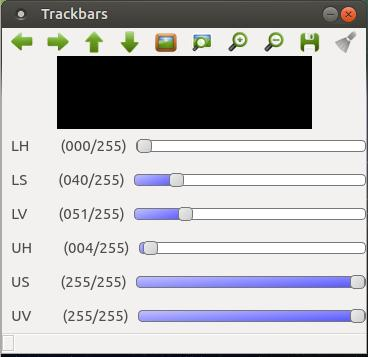 Trackbars
LH (000/255)
LS (040/255)
LV (051/255)
UH (004/255)
US (255/255)
UV (255/255)